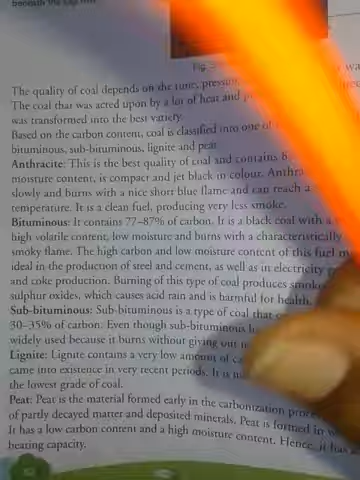 beneath the
Fig.
The quality of coal depends on the time, pressure,
The coal that was acted upon by a lot of heat and
was transformed into the best variety.
Based on the carbon content, coal is classified into one of
bituminous, sub-bituminous, lignite and peat.
Anthracite: This is the best quality of coal and contains 8
moisture content, is compact and jet black in colour. Anthra
slowly and burns with a nice short blue flame and can reach a
temperature. It is a clean fuel, producing very less smoke.
Bituminous: It contains 77–87% of carbon. It is a black coal with a
high volatile content, low moisture and burns with a characteristically
smoky flame. The high carbon and low moisture content of this fuel m
ideal in the production of steel and cement, as well as in electricity
and coke production. Burning of this type of coal produces smoke
sulphur oxides, which causes acid rain and is harmful for health.
Sub-bituminous: Sub-bituminous is a type of coal that
30–35% of carbon. Even though sub-bituminous
widely used because it burns without giving out
Lignite: Lignite contains a very low amount of ca
came into existence in very recent periods. It is
the lowest grade of coal.
Peat: Peat is the material formed early in the carbonization proce
of partly decayed matter and deposited minerals. Peat is formed in
It has a low carbon content and a high moisture content. Hence, it has
heating capacity.